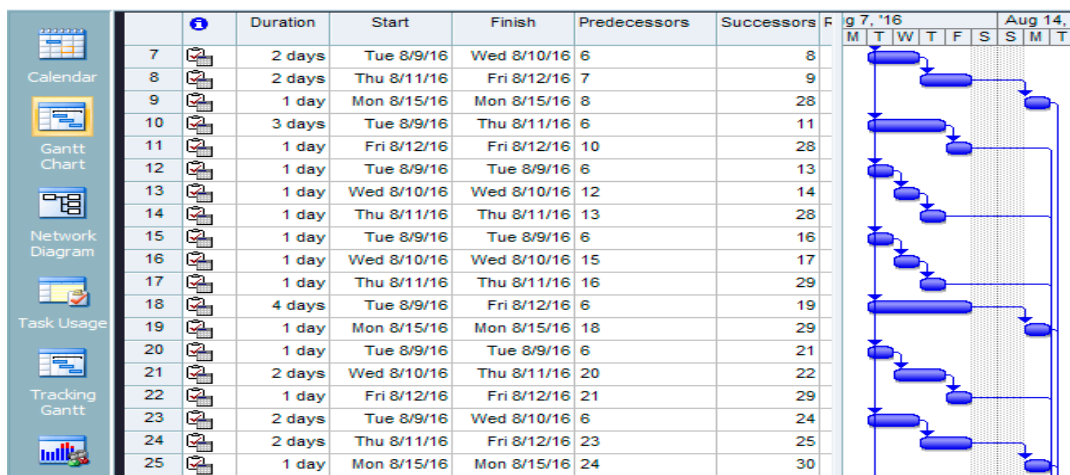 Calendar
Gantt
Chart
Network
Diagram
Task Usage
Tracking
Gantt
Duration Start Finish Predecessors Successors R g 7, '16 Aug 14,
M T W T F S S M T
7 2 days Tue 8/9/16 Wed 8/10/16 6 8
8 2 days Thu 8/11/16 Fri 8/12/16 7 9
9 1 day Mon 8/15/16 Mon 8/15/16 8 28
10 3 days Tue 8/9/16 Thu 8/11/16 6 11
11 1 day Fri 8/12/16 Fri 8/12/16 10 28
12 1 day Tue 8/9/16 Tue 8/9/16 6 13
13 1 day Wed 8/10/16 Wed 8/10/16 12 14
14 1 day Thu 8/11/16 Thu 8/11/16 13 28
15 1 day Tue 8/9/16 Tue 8/9/16 6 16
16 1 day Wed 8/10/16 Wed 8/10/16 15 17
17 1 day Thu 8/11/16 Thu 8/11/16 16 29
18 4 days Tue 8/9/16 Fri 8/12/16 6 19
19 1 day Mon 8/15/16 Mon 8/15/16 18 29
20 1 day Tue 8/9/16 Tue 8/9/16 6 21
21 2 days Wed 8/10/16 Thu 8/11/16 20 22
22 1 day Fri 8/12/16 Fri 8/12/16 21 29
23 2 days Tue 8/9/16 Wed 8/10/16 6 24
24 2 days Thu 8/11/16 Fri 8/12/16 23 25
25 1 day Mon 8/15/16 Mon 8/15/16 24 30